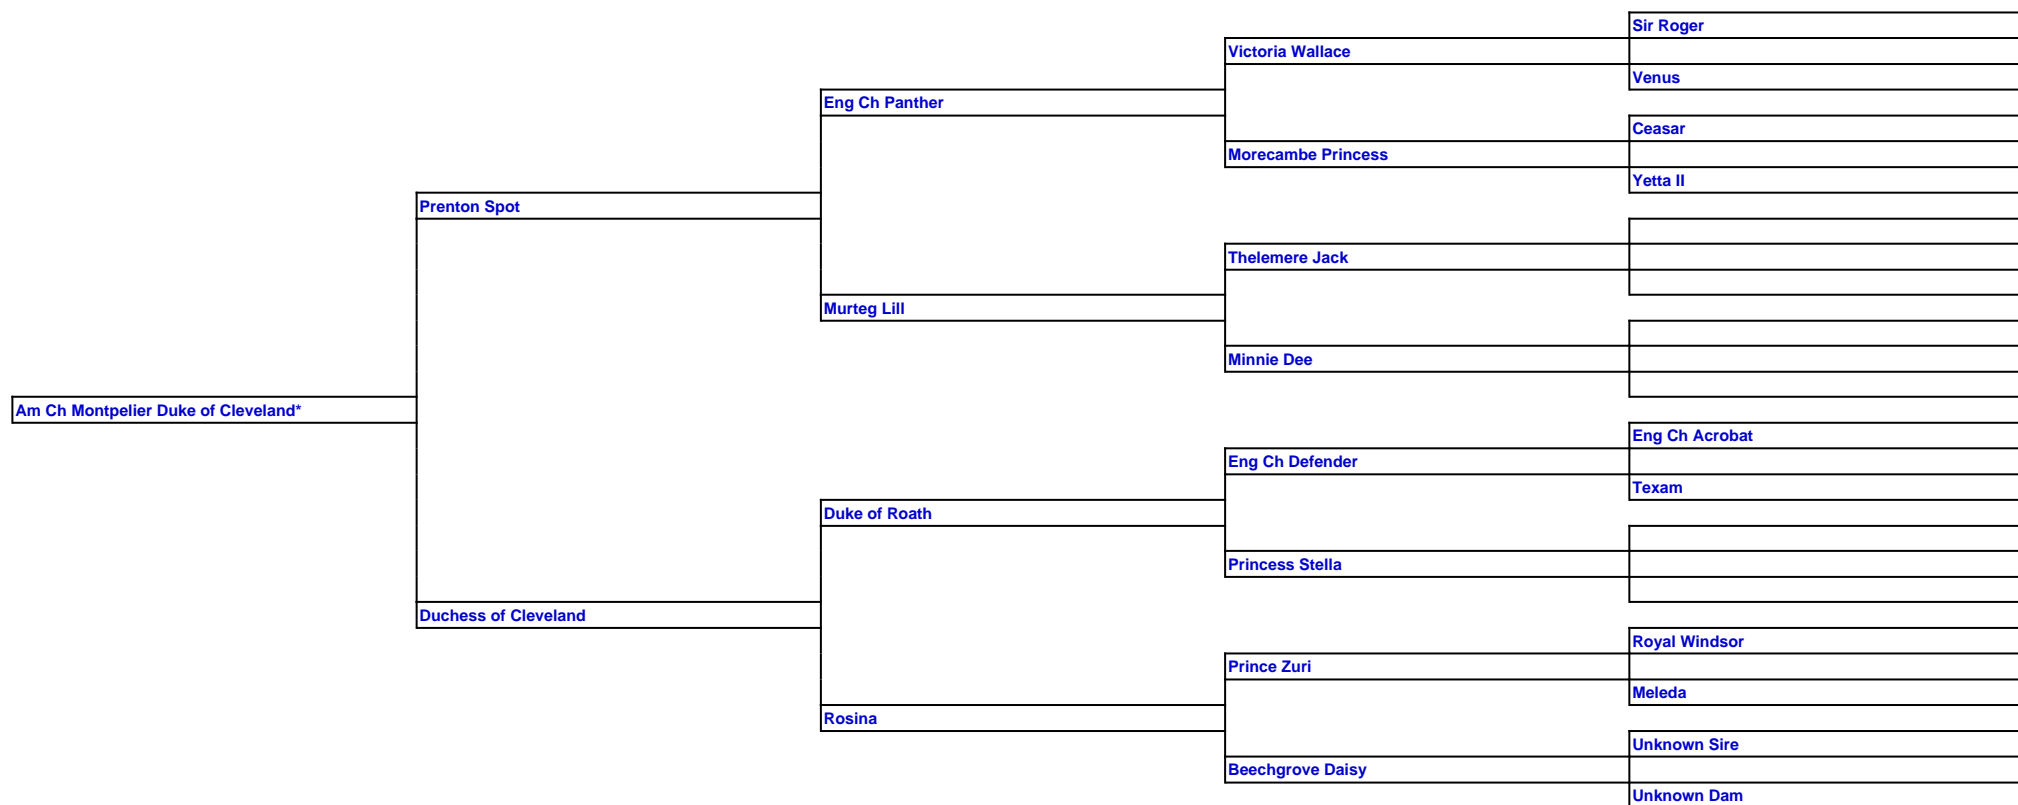 Sir Roger
Victoria Wallace
Venus
Eng Ch Panther
Ceasar
Morecambe Princess
Yetta II
Prenton Spot
Thelemere Jack
Murteg Lill
Minnie Dee
Am Ch Montpelier Duke of Cleveland*
Eng Ch Acrobat
Eng Ch Defender
Texam
Duke of Roath
Princess Stella
Duchess of Cleveland
Royal Windsor
Prince Zuri
Meleda
Rosina
Unknown Sire
Beechgrove Daisy
Unknown Dam